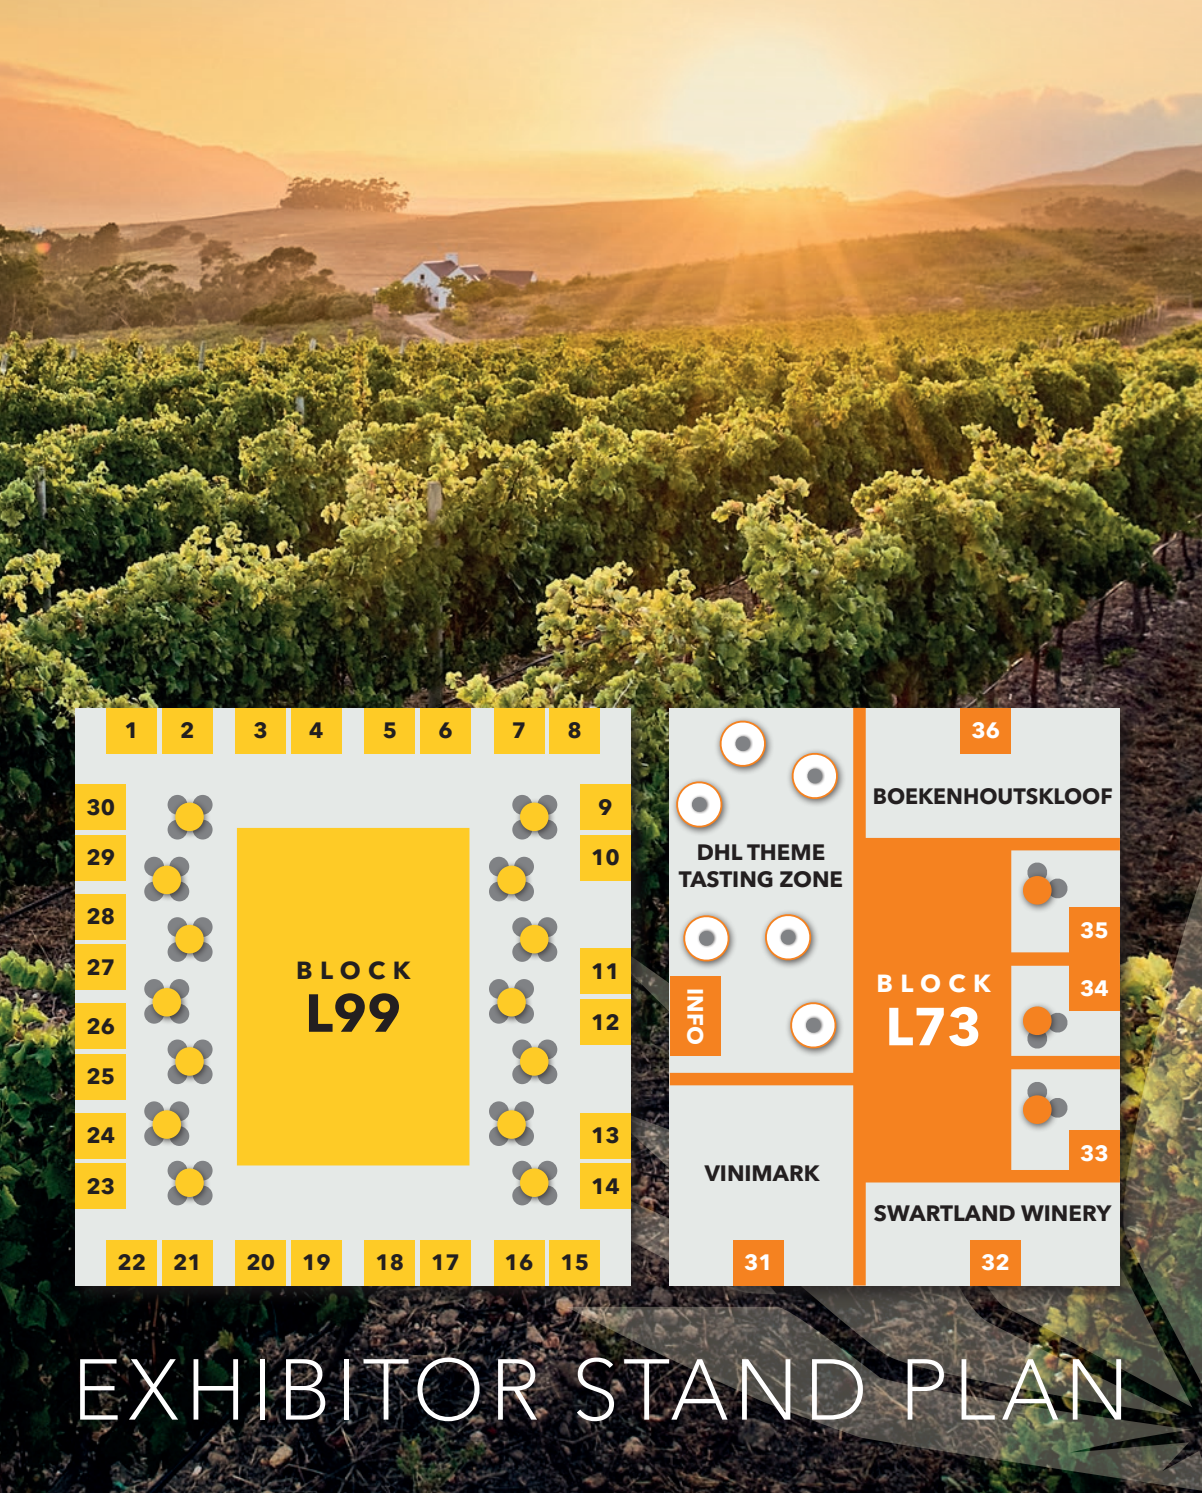 1 2 3 4 5 6 7 8
30
29
28
27
26
25
24
23
BLOCK
L99
9
10
11
12
13
14
22 21 20 19 18 17 16 15
DHL THEME
TASTING ZONE
INFO
VINIMARK
31
36
BOEKENHOUTSKLOOF
BLOCK
L73
35
34
33
SWARTLAND WINERY
32
EXHIBITOR STAND PLAN